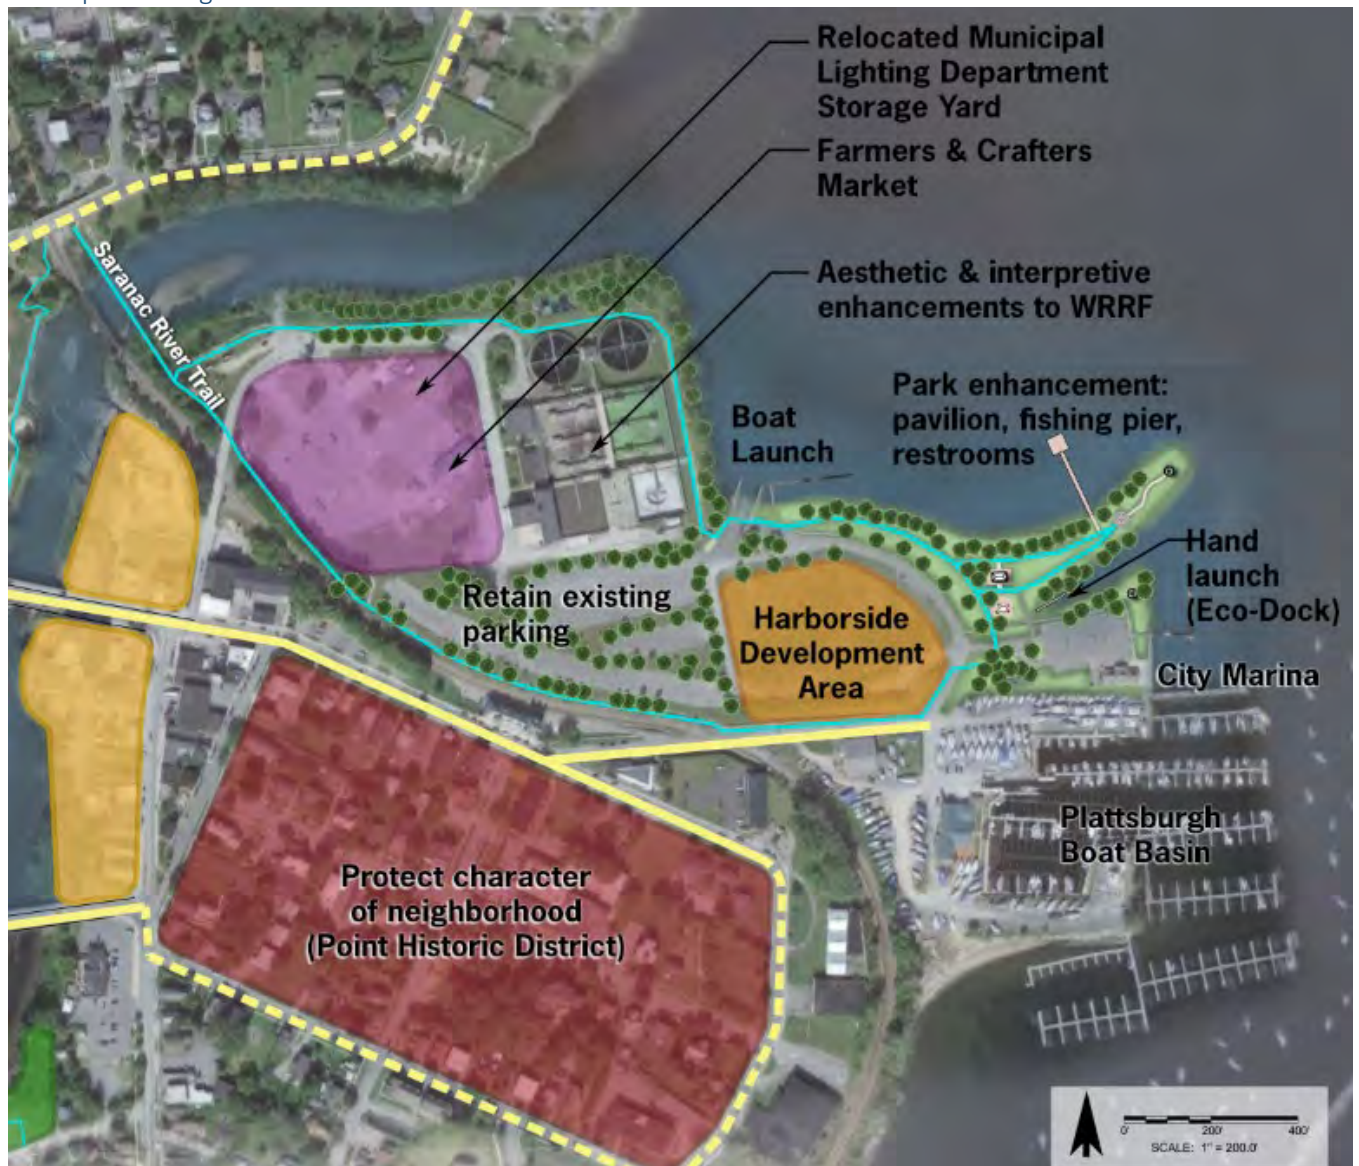 Relocated Municipal
Lighting Department
Storage Yard
Farmers & Crafters
Market
Saranac River Trail
Aesthetic & interpretive
enhancements to WRRF
Park enhancement:
pavilion, fishing pier,
restrooms
Boat
Launch
Hand
launch
(Eco-Dock)
Retain existing
parking
Harborside
Development
Area
City Marina
Plattsburgh
Boat Basin
Protect character
of neighborhood
(Point Historic District)
0'
200'
400'
SCALE: 1" = 200.0'